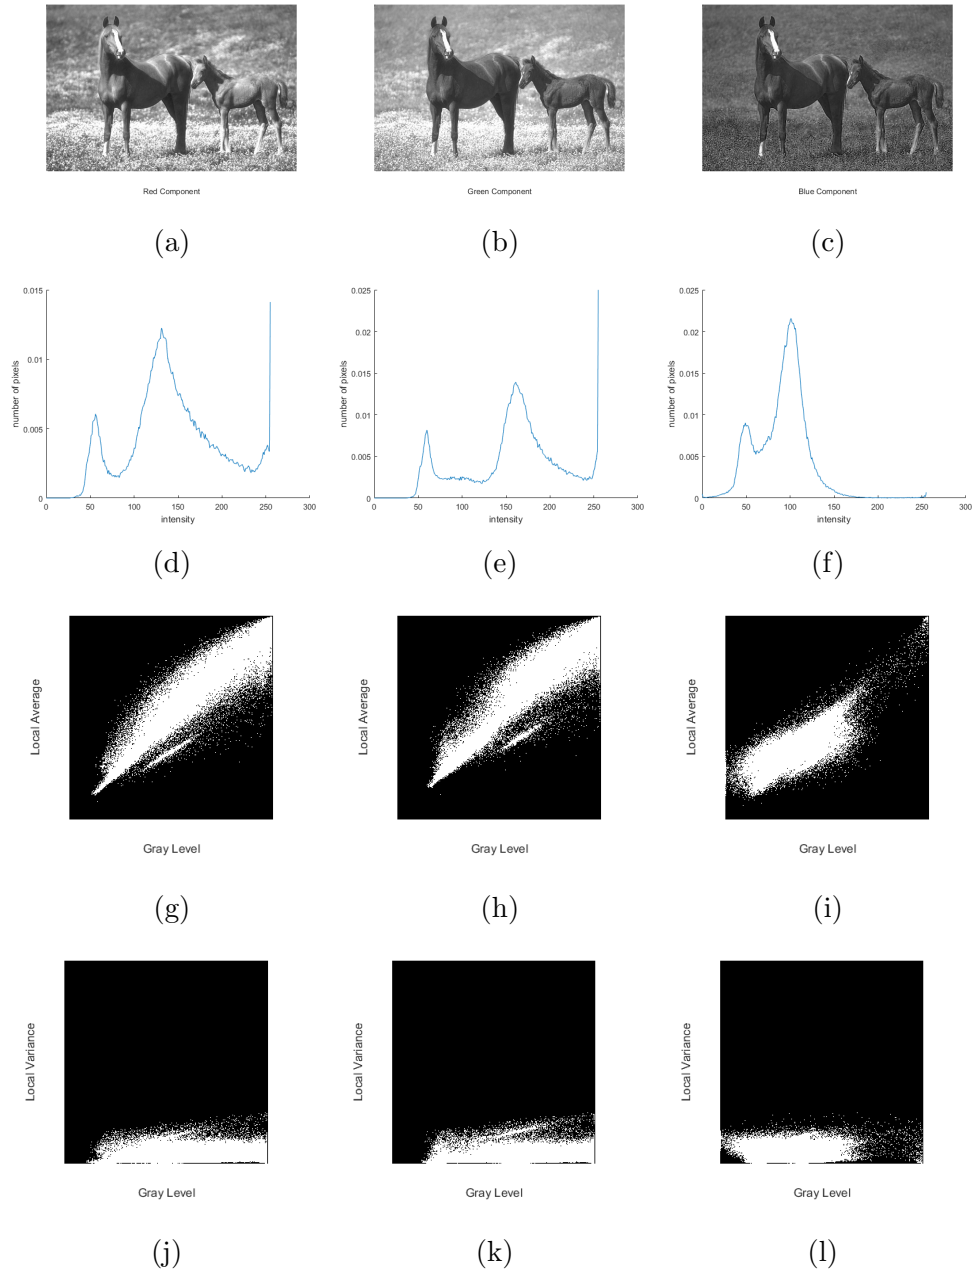 Red Component
Green Component
Blue Component
(a)
(b)
(c)
0.015
0.01
0.005
0
number of pixels
0
50
100
150
200
250
300
intensity
0.025
0.02
0.015
0.01
0.005
0
number of pixels
0
50
100
150
200
250
300
intensity
0.025
0.02
0.015
0.01
0.005
0
number of pixels
0
50
100
150
200
250
300
intensity
(d)
(e)
(f)
Local Average
Gray Level
Local Average
Gray Level
Local Average
Gray Level
(g)
(h)
(i)
Local Variance
Gray Level
Local Variance
Gray Level
Local Variance
Gray Level
(j)
(k)
(l)